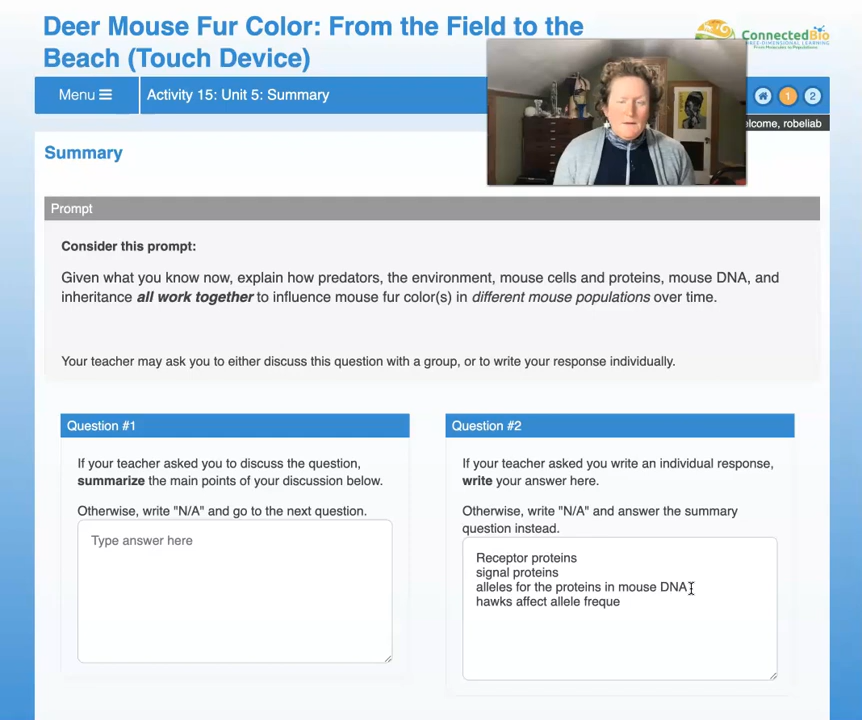 Deer Mouse Fur Color: From the Field to the
Beach (Touch Device)
ConnectedBio
Menu
Activity 15: Unit 5: Summary
1
2
elcome, robeliab
Summary
Prompt
Consider this prompt:
Given what you know now, explain how predators, the environment, mouse cells and proteins, mouse DNA, and
inheritance all work together to influence mouse fur color(s) in different mouse populations over time.
Your teacher may ask you to either discuss this question with a group, or to write your response individually.
Question #1
If your teacher asked you to discuss the question,
summarize the main points of your discussion below.
Otherwise, write "N/A" and go to the next question.
Type answer here
Question #2
If your teacher asked you write an individual response,
write your answer here.
Otherwise, write "N/A" and answer the summary
question instead.
Receptor proteins
signal proteins
alleles for the proteins in mouse DNA
hawks affect allele freque